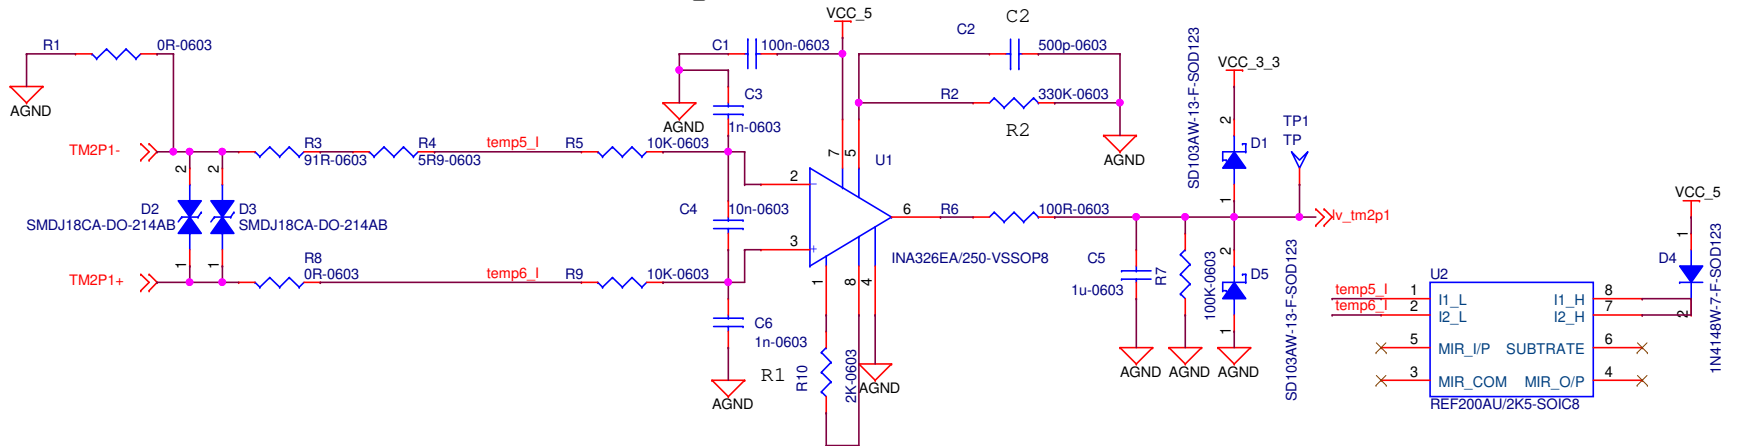 VCC_5
C2
R1
0R-0603
C1
100n-0603
C2
500p-0603
AGND
C3
1n-0603
AGND
R2
330K-0603
R2
AGND
VCC_3_3
SD103AW-13-F-SOD123
2
D1
1
TP1
TP
TM2P1-
R3
91R-0603
R4
5R9-0603
temp5_I
R5
10K-0603
7
5
U1
2
2
D2
SMDJ18CA-DO-214AB
D3
SMDJ18CA-DO-214AB
1
1
C4
10n-0603
2
3
6
R6
100R-0603
lv_tm2p1
INA326EA/250-VSSOP8
TM2P1+
R8
0R-0603
temp6_I
R9
10K-0603
1
8
4
C5
1u-0603
R7
100K-0603
2
D5
1
SD103AW-13-F-SOD123
C6
1n-0603
AGND
R1
R10
2K-0603
AGND
AGND
AGND
AGND
VCC_5
1
D4
2
1N4148W-7-F-SOD123
U2
temp5_I
1
I1_L
I1_H
8
temp6_I
2
I2_L
I2_H
7
5
MIR_I/P
SUBTRATE
6
3
MIR_COM
MIR_O/P
4
REF200AU/2K5-SOIC8